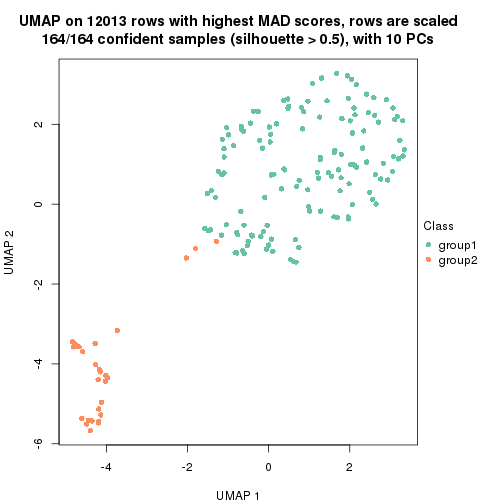 UMAP on 12013 rows with highest MAD scores, rows are scaled
164/164 confident samples (silhouette > 0.5), with 10 PCs
2
0
-2
-4
-6
UMAP 2
-4 -2 0 2
UMAP 1
Class
group1
group2